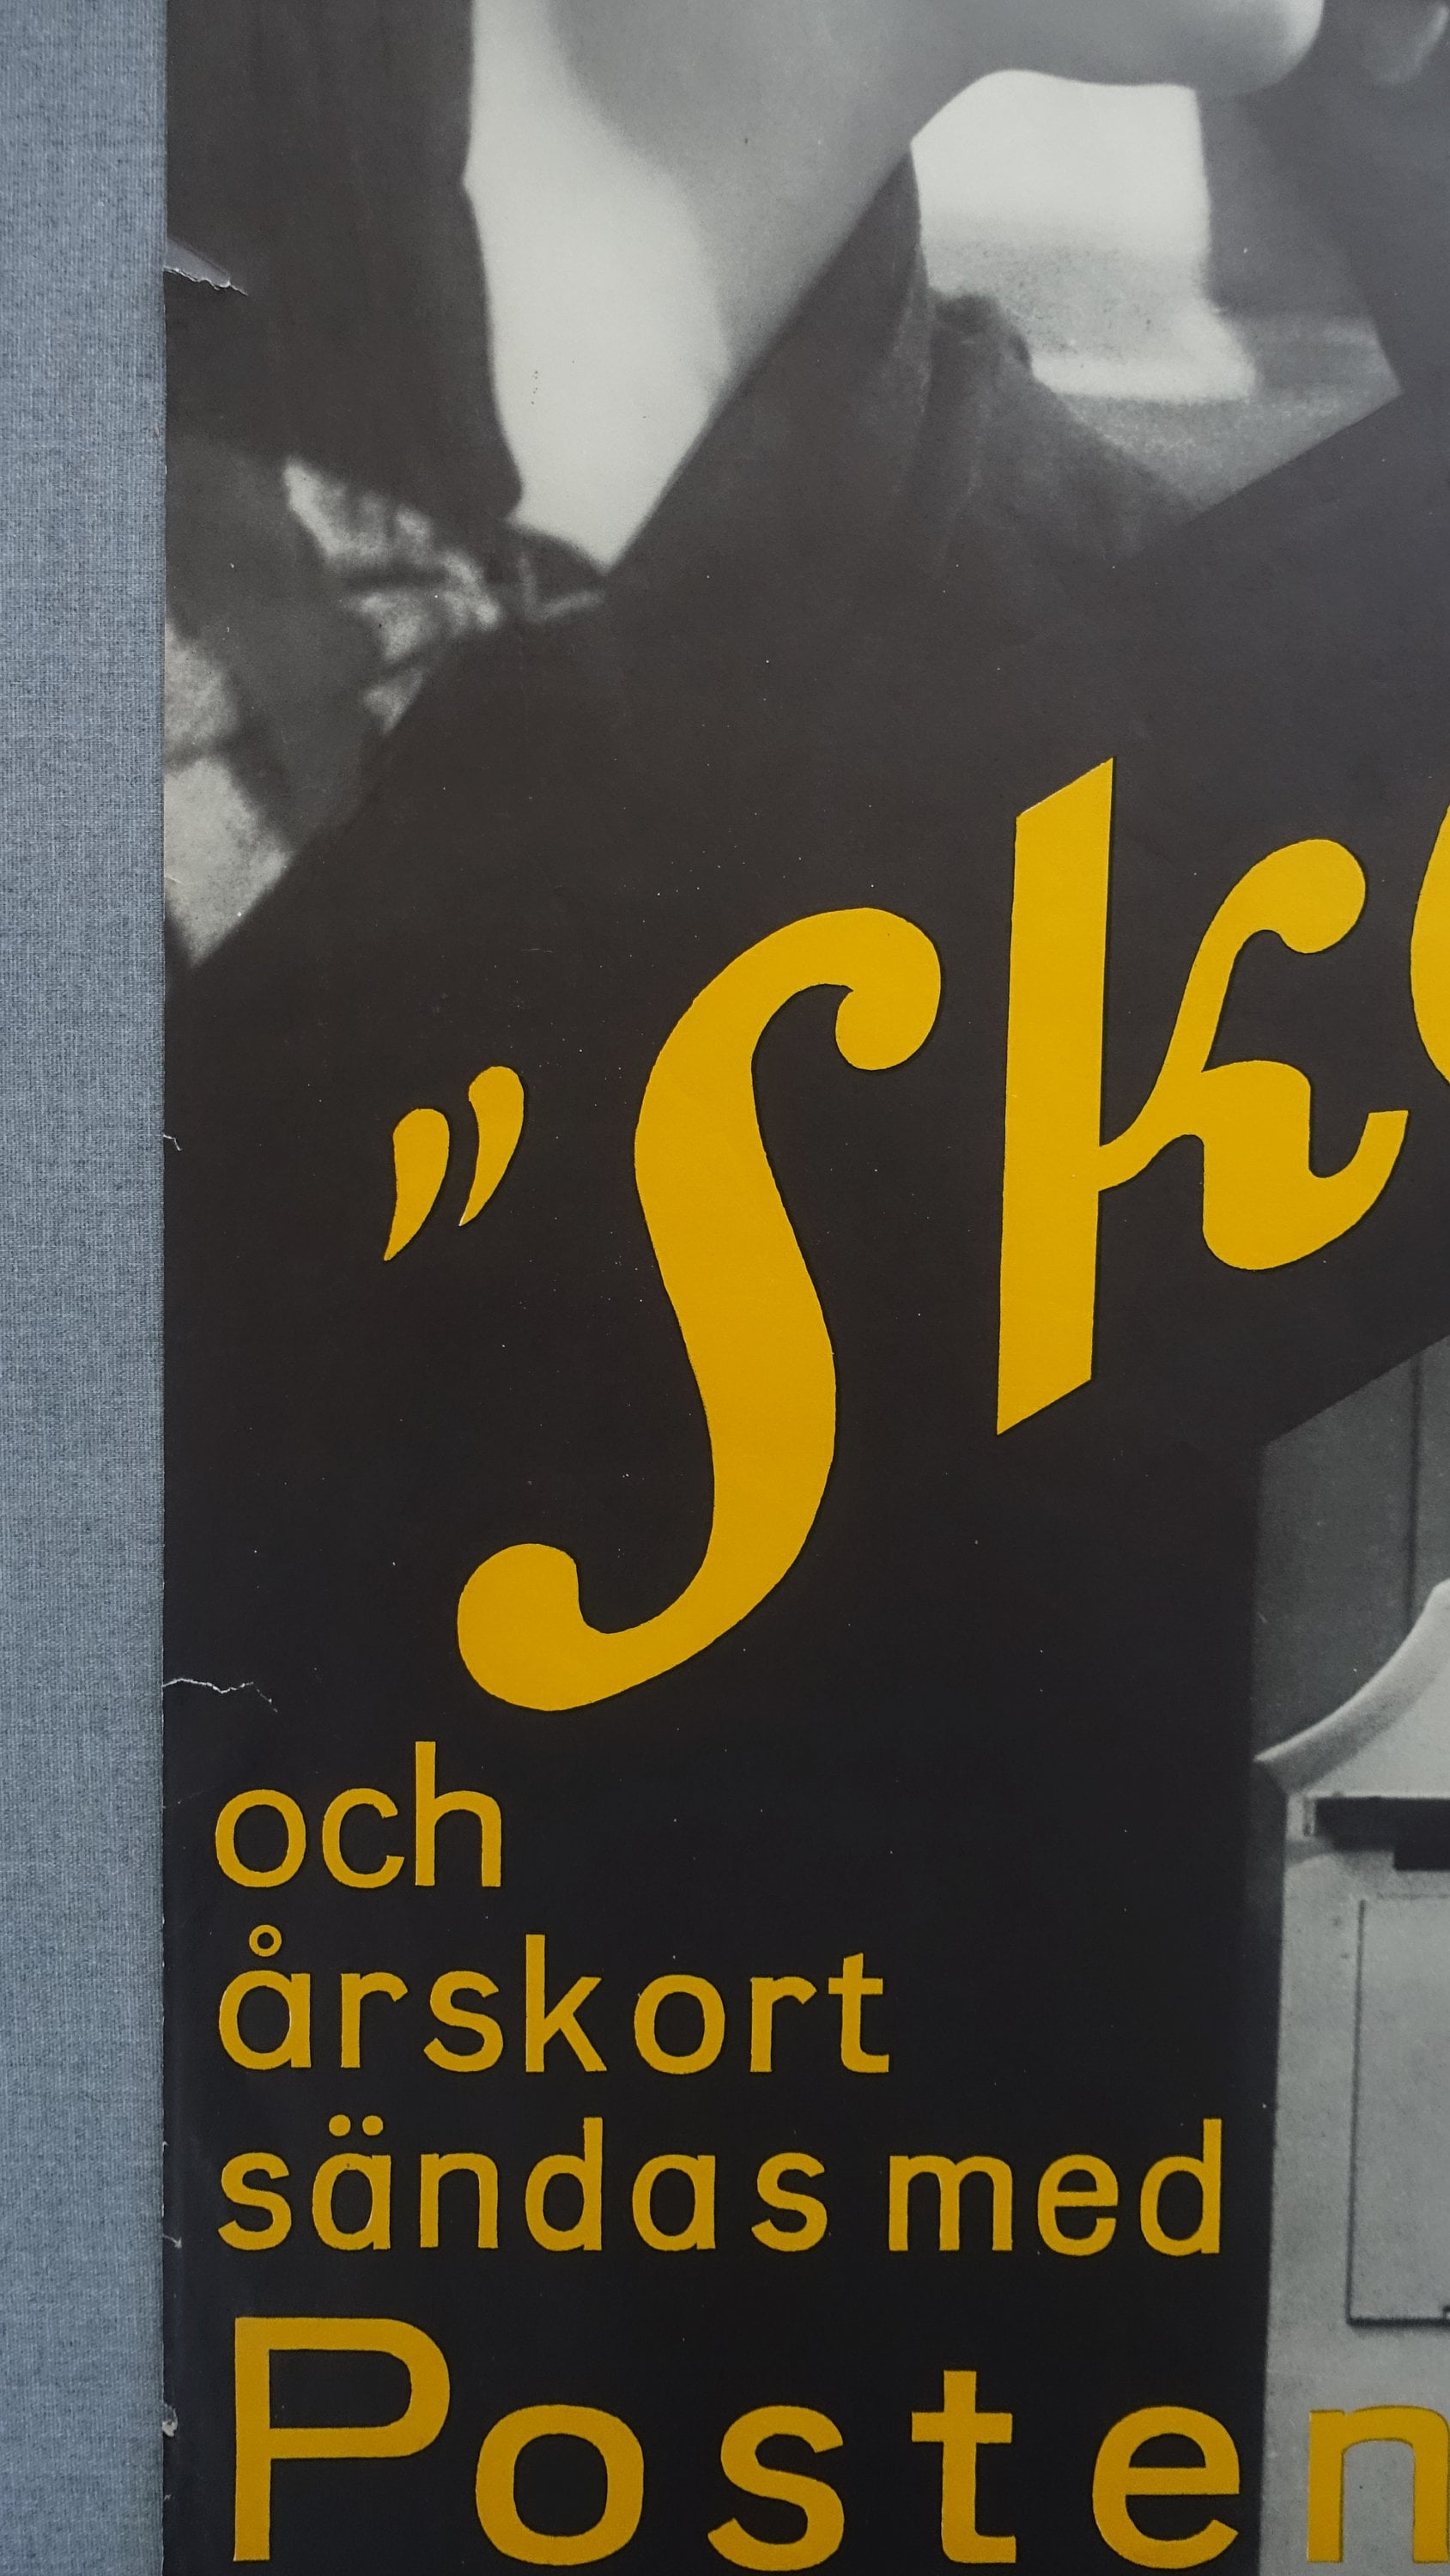 ”Sk
och
årskort
sändas med
Posten